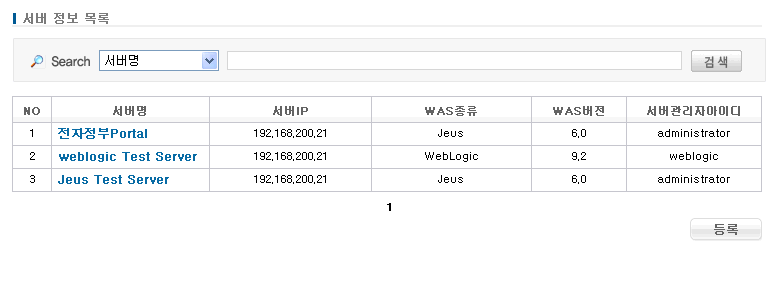 서버 정보 목록
Search 서버명 검색
NO 서버명 서버IP WAS종류 WAS버젼 서버관리자아이디
1 전자정부Portal 192,168,200,21 Jeus 6,0 administrator
2 weblogic Test Server 192,168,200,21 WebLogic 9,2 weblogic
3 Jeus Test Server 192,168,200,21 Jeus 6,0 administrator
1
등록